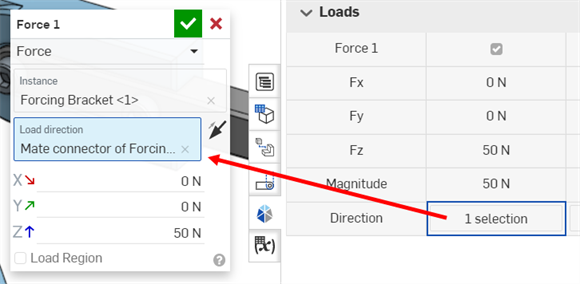 Force 1
Force
Instance
Forcing Bracket <1>
Load direction
Mate connector of Forcin...
X 0 N
Y 0 N
Z 50 N
Load Region
(x)
Loads
Force 1
Fx 0 N
Fy 0 N
Fz 50 N
Magnitude 50 N
Direction 1 selection